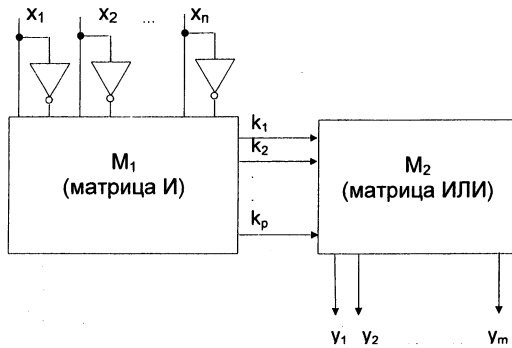 x1 x2 ... xn
k1
k2
kp
M1
(матрица И)
M2
(матрица ИЛИ)
y1 y2 ym